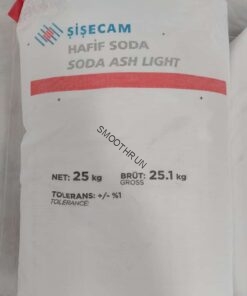 ŞİŞECAM
HAFİF SODA
SODA ASH LIGHT
SMOOTHRUN
NET: 25 kg BRÜT: 25.1 kg
GROSS
TOLERANS: +/- %1
TOLERANCE: